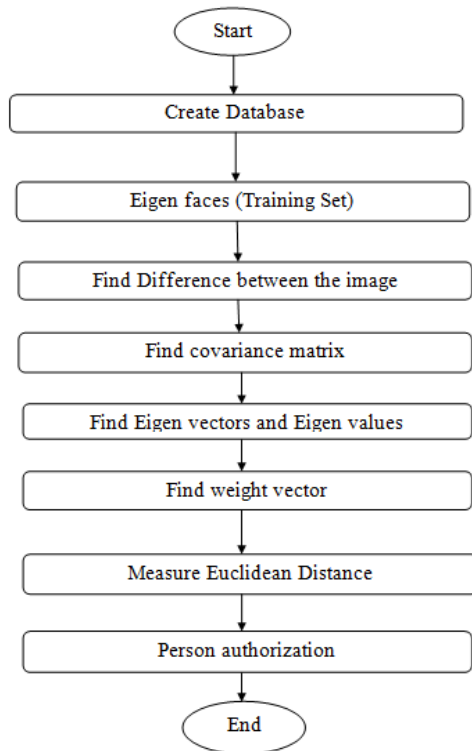 Start
Create Database
Eigen faces (Training Set)
Find Difference between the image
Find covariance matrix
Find Eigen vectors and Eigen values
Find weight vector
Measure Euclidean Distance
Person authorization
End